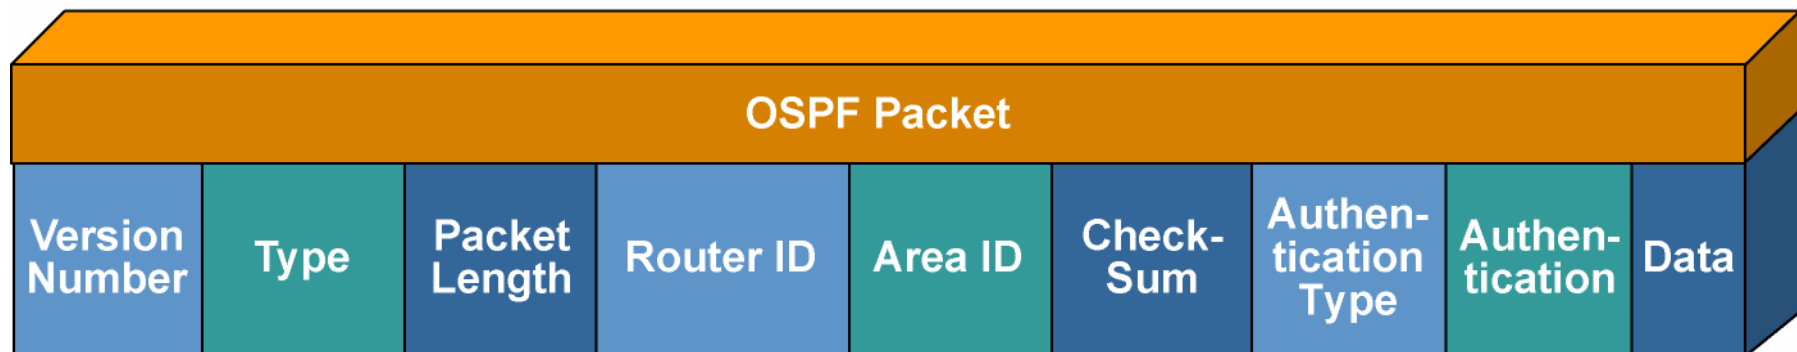 OSPF Packet
Version
Number
Type
Packet
Length
Router ID
Area ID
Check-
Sum
Authen-
tication
Type
Authen-
tication
Data